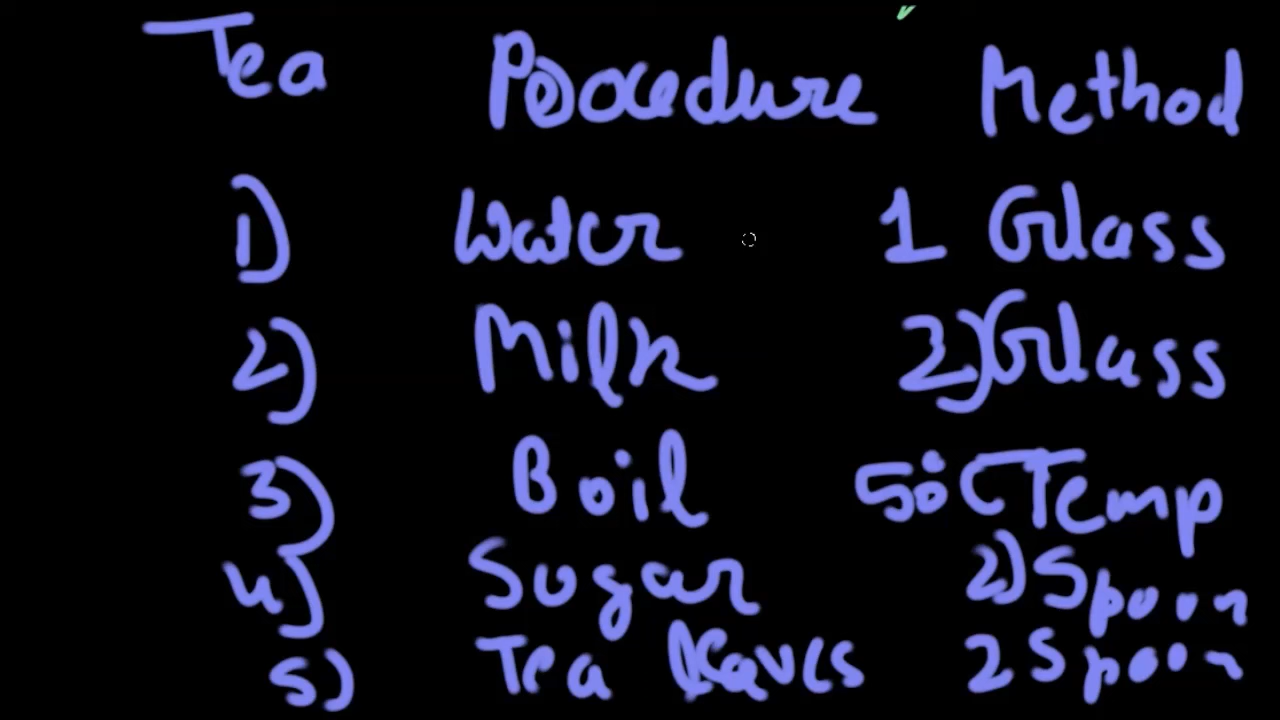 Tea Procedure Method
1) Water 1 Glass
2) Milk 2) Glass
3) Boil 50°C Temp
4) Sugar 2) Spoon
5) Tea leaves 2 Spoon